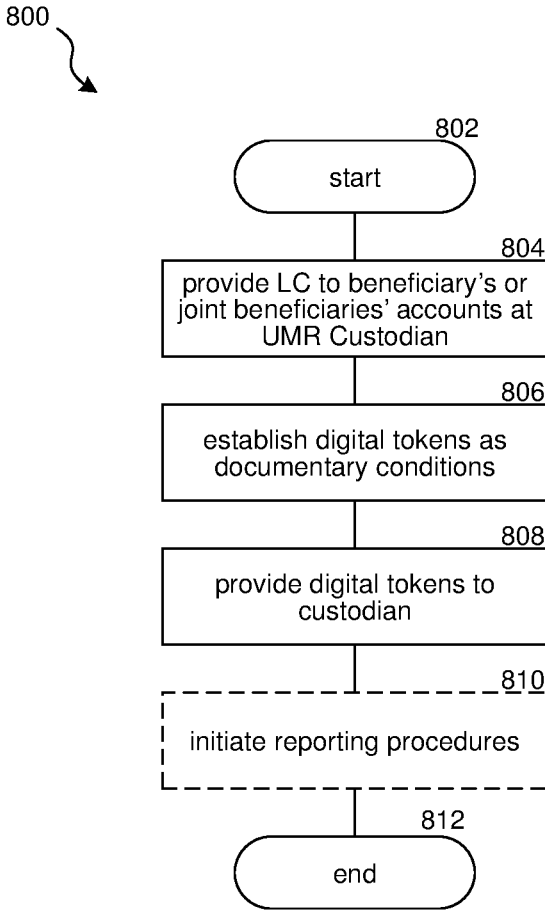 800
802
start
804
provide LC to beneficiary's or
joint beneficiaries' accounts at
UMR Custodian
806
establish digital tokens as
documentary conditions
808
provide digital tokens to
custodian
810
initiate reporting procedures
812
end